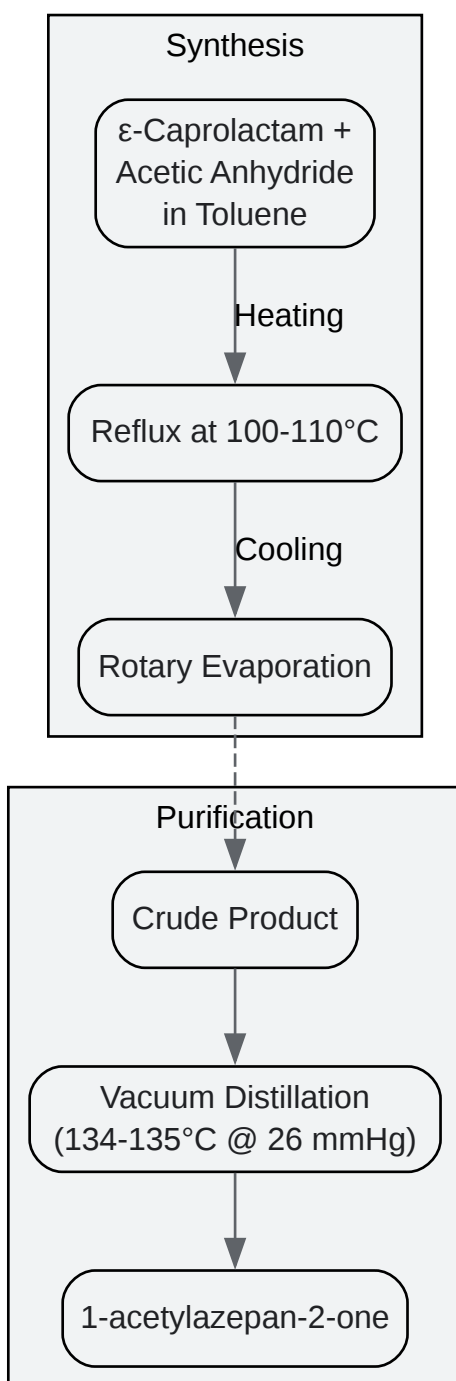 Synthesis
ε-Caprolactam +
Acetic Anhydride
in Toluene
Heating
Reflux at 100-110°C
Cooling
Rotary Evaporation
Purification
Crude Product
Vacuum Distillation
(134-135°C @ 26 mmHg)
1-acetylazepan-2-one